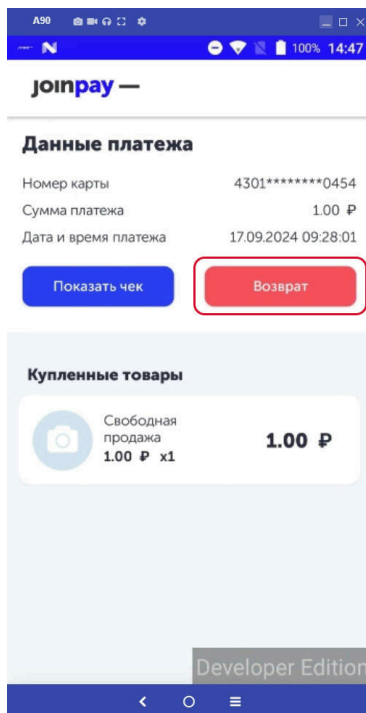 A90
100% 14:47
joinpay —
Данные платежа
Номер карты 4301********0454
Сумма платежа 1.00 ₽
Дата и время платежа 17.09.2024 09:28:01
Показать чек Возврат
Купленные товары
Свободная
продажа
1.00 ₽ x1 1.00 ₽
Developer Edition